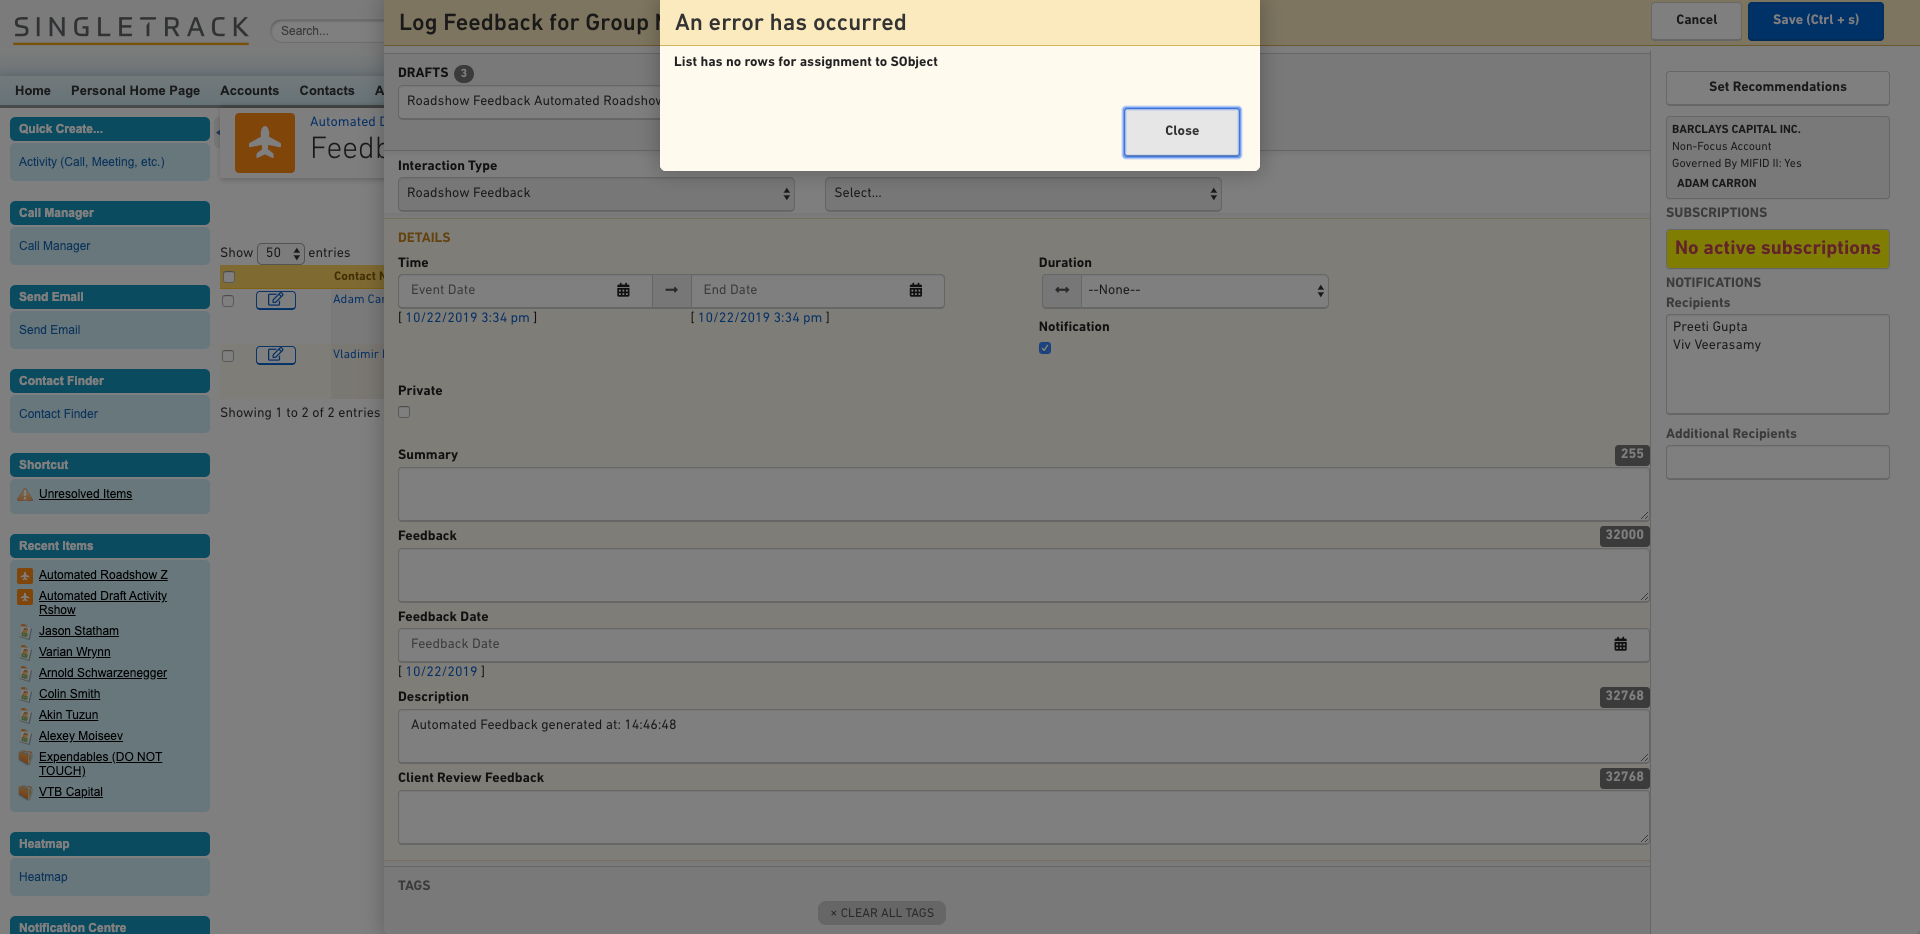 SINGLETRACK
Search...
Home Personal Home Page Accounts Contacts A
Quick Create...
Activity (Call, Meeting, etc.)
Call Manager
Call Manager
Send Email
Send Email
Contact Finder
Contact Finder
Shortcut
Unresolved Items
Recent Items
Automated Roadshow Z
Automated Draft Activity
Rshow
Jason Statham
Varian Wrynn
Arnold Schwarzenegger
Colin Smith
Akin Tuzun
Alexey Moiseev
Expendables (DO NOT
TOUCH)
VTB Capital
Heatmap
Heatmap
Notification Centre
Automated D
Feedb
Show 50 entries
Contact N
Adam Car
Vladimir
Showing 1 to 2 of 2 entries
Log Feedback for Group
An error has occurred
List has no rows for assignment to SObject
Close
Cancel
Save (Ctrl + s)
DRAFTS 3
Roadshow Feedback Automated Roadshow
Interaction Type
Roadshow Feedback
Select...
DETAILS
Time
Event Date
End Date
[ 10/22/2019 3:34 pm ]
[ 10/22/2019 3:34 pm ]
Duration
--None--
Notification
Private
Summary 255
Feedback 32000
Feedback Date
Feedback Date
[ 10/22/2019 ]
Description 32768
Automated Feedback generated at: 14:46:48
Client Review Feedback 32768
TAGS
× CLEAR ALL TAGS
Set Recommendations
BARCLAYS CAPITAL INC.
Non-Focus Account
Governed By MIFID II: Yes
ADAM CARRON
SUBSCRIPTIONS
No active subscriptions
NOTIFICATIONS
Recipients
Preeti Gupta
Viv Veerasamy
Additional Recipients